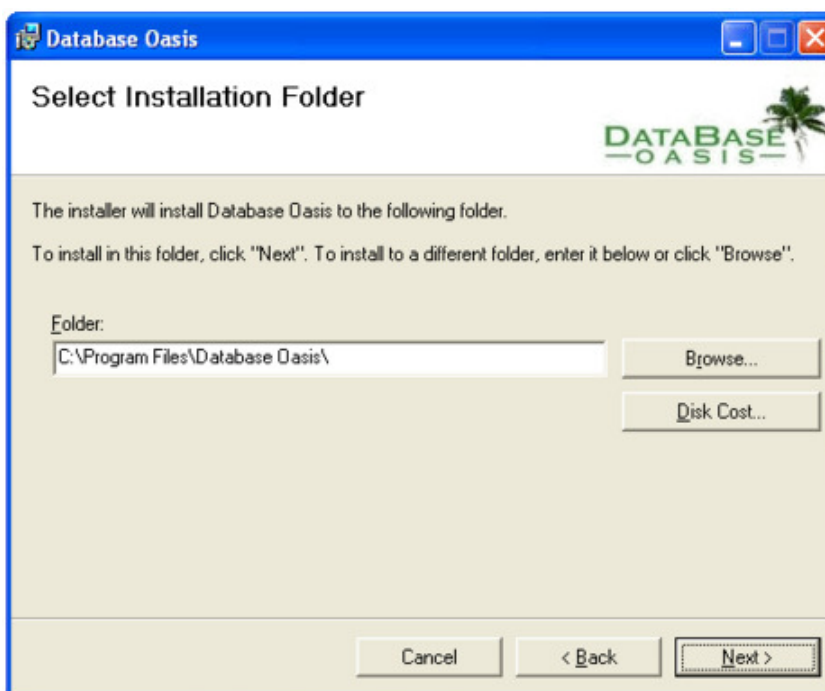 Database Oasis
Select Installation Folder
DATABASE
OASIS
The installer will install Database Oasis to the following folder.
To install in this folder, click "Next". To install to a different folder, enter it below or click "Browse".
Folder:
C:\Program Files\Database Oasis\
Browse...
Disk Cost...
Cancel
< Back
Next >